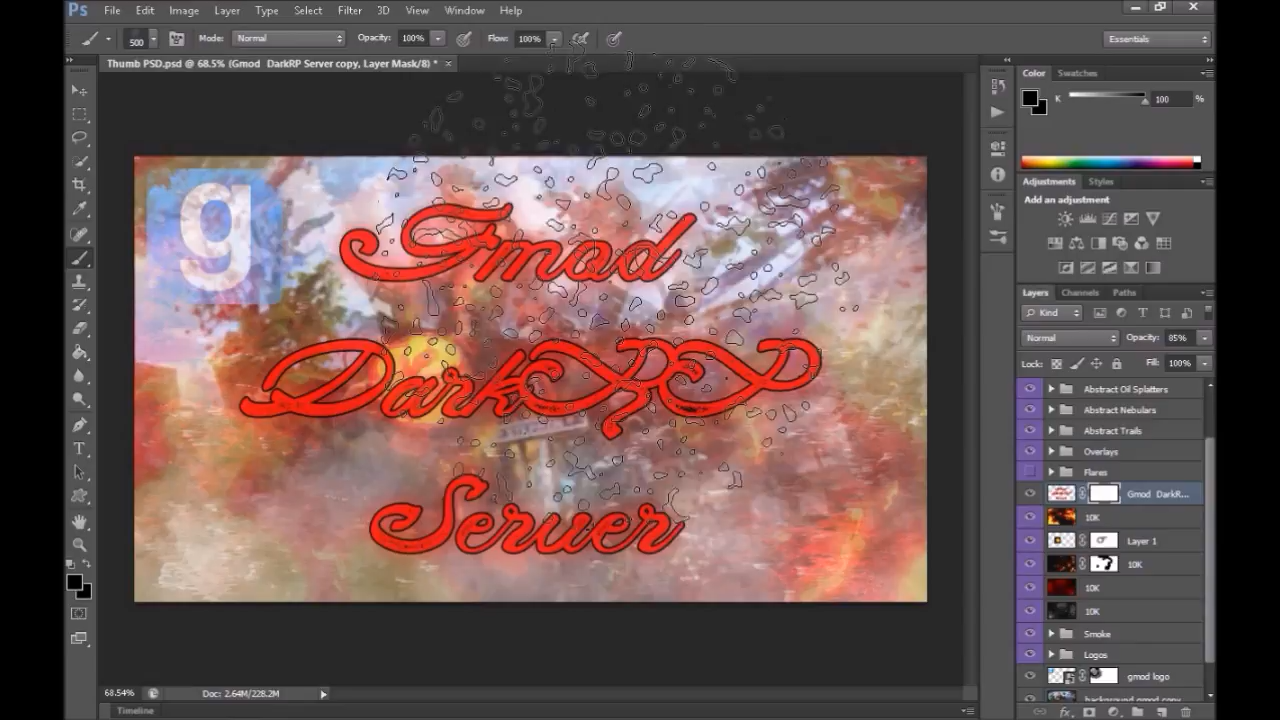 Ps File Edit Image Layer Type Select Filter 3D View Window Help
500 Mode: Normal Opacity: 100% Flow: 100% Essentials
Thumb PSD.psd @ 68.5% (Gmod DarkRP Server copy, Layer Mask/8) * ×
Color Swatches
K 100 %
g
Gmod
DarkRP
Server
Adjustments Styles
Add an adjustment
Layers Channels Paths
Kind
Normal Opacity: 85%
Lock: Fill: 100%
Abstract Oil Splatters
Abstract Nebulars
Abstract Trails
Overlays
Flares
Gmod DarkR...
10K
Layer 1
10K
10K
10K
Smoke
Logos
gmod logo
background gmod copy
68.54% Doc: 2.64M/228.2M
Timeline